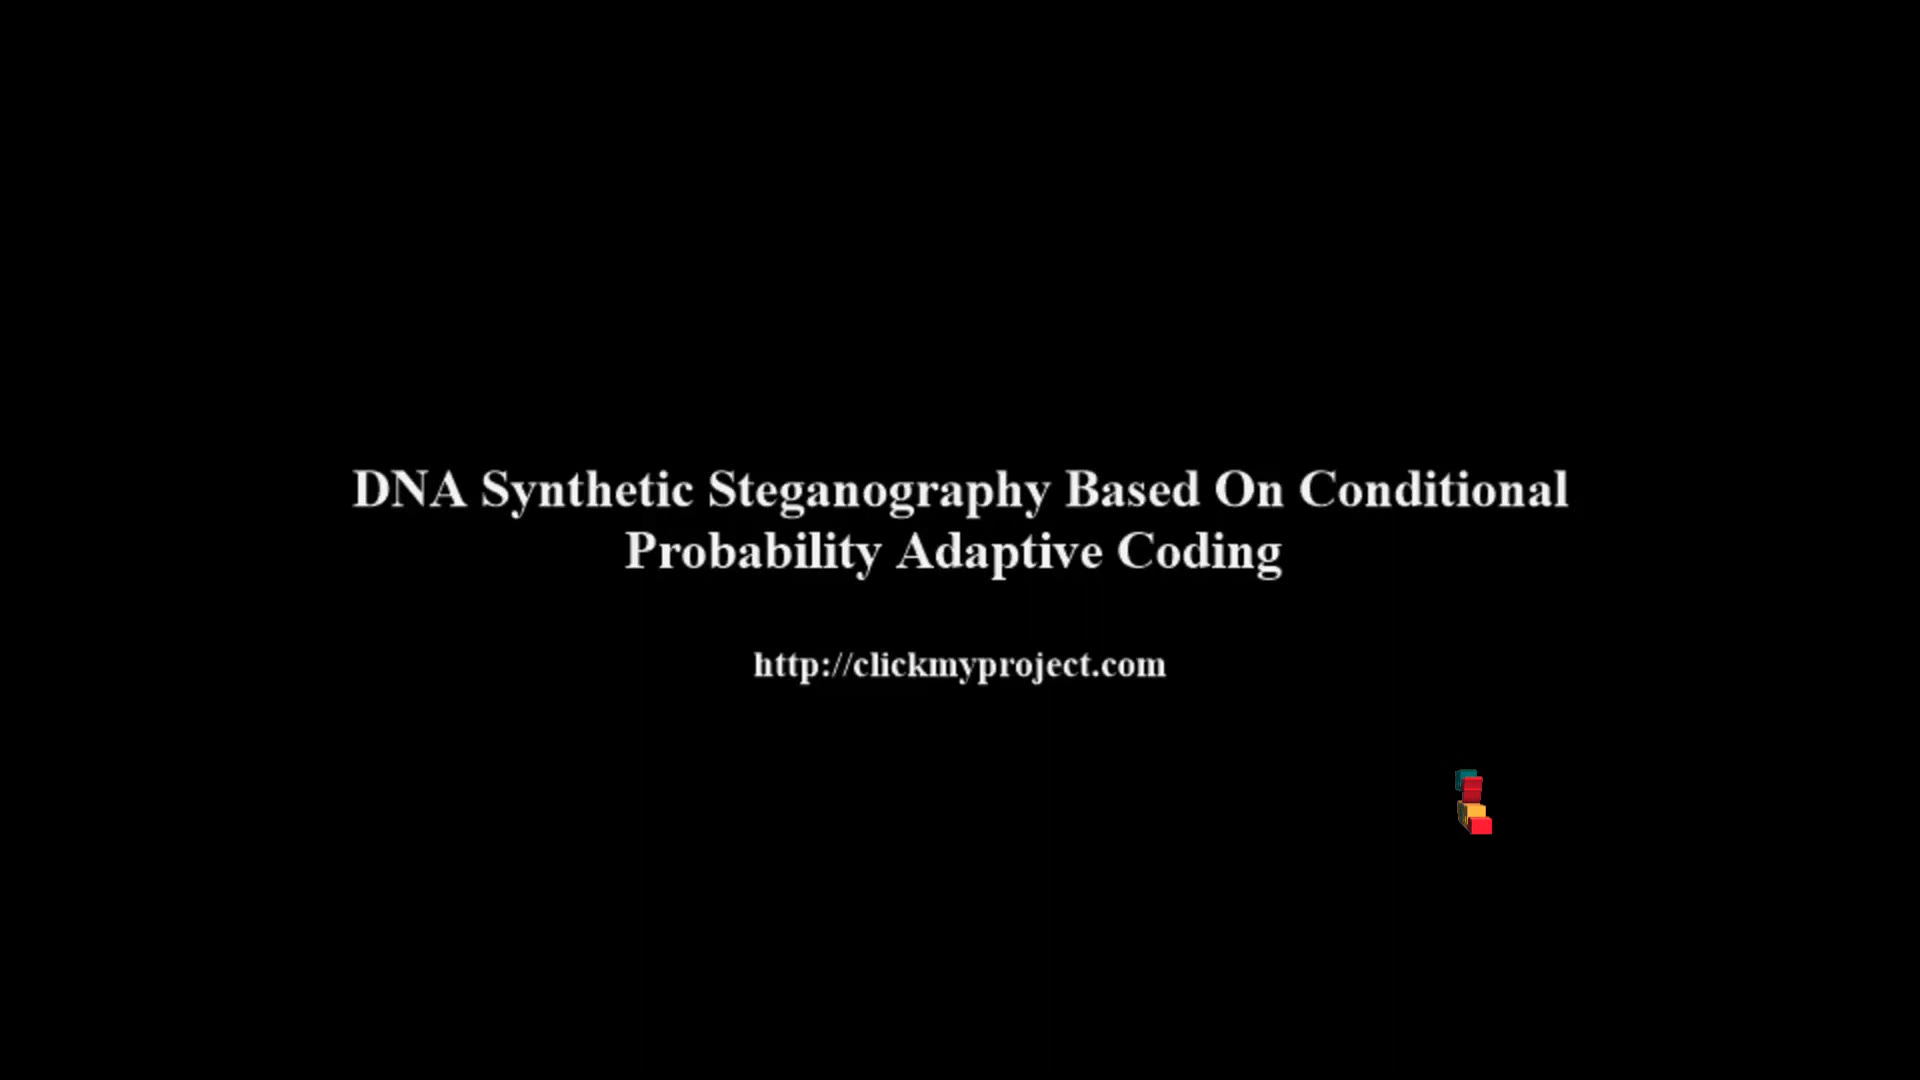 DNA Synthetic Steganography Based On Conditional
Probability Adaptive Coding
http://clickmyproject.com